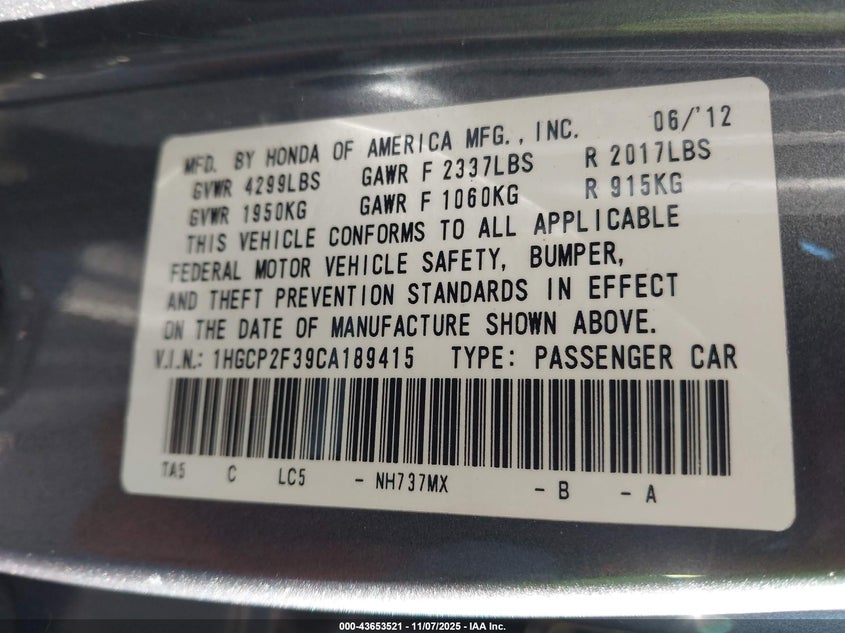 MFD. BY HONDA OF AMERICA MFG., INC. 06/'12
GVWR 4299LBS GAWR F 2337LBS R 2017LBS
GVWR 1950KG GAWR F 1060KG R 915KG
THIS VEHICLE CONFORMS TO ALL APPLICABLE
FEDERAL MOTOR VEHICLE SAFETY, BUMPER,
AND THEFT PREVENTION STANDARDS IN EFFECT
ON THE DATE OF MANUFACTURE SHOWN ABOVE.
V.I.N.: 1HGCP2F39CA189415 TYPE: PASSENGER CAR
TA5 C LC5 - NH737MX - B - A
000-43653521 - 11/07/2025 - IAA Inc.